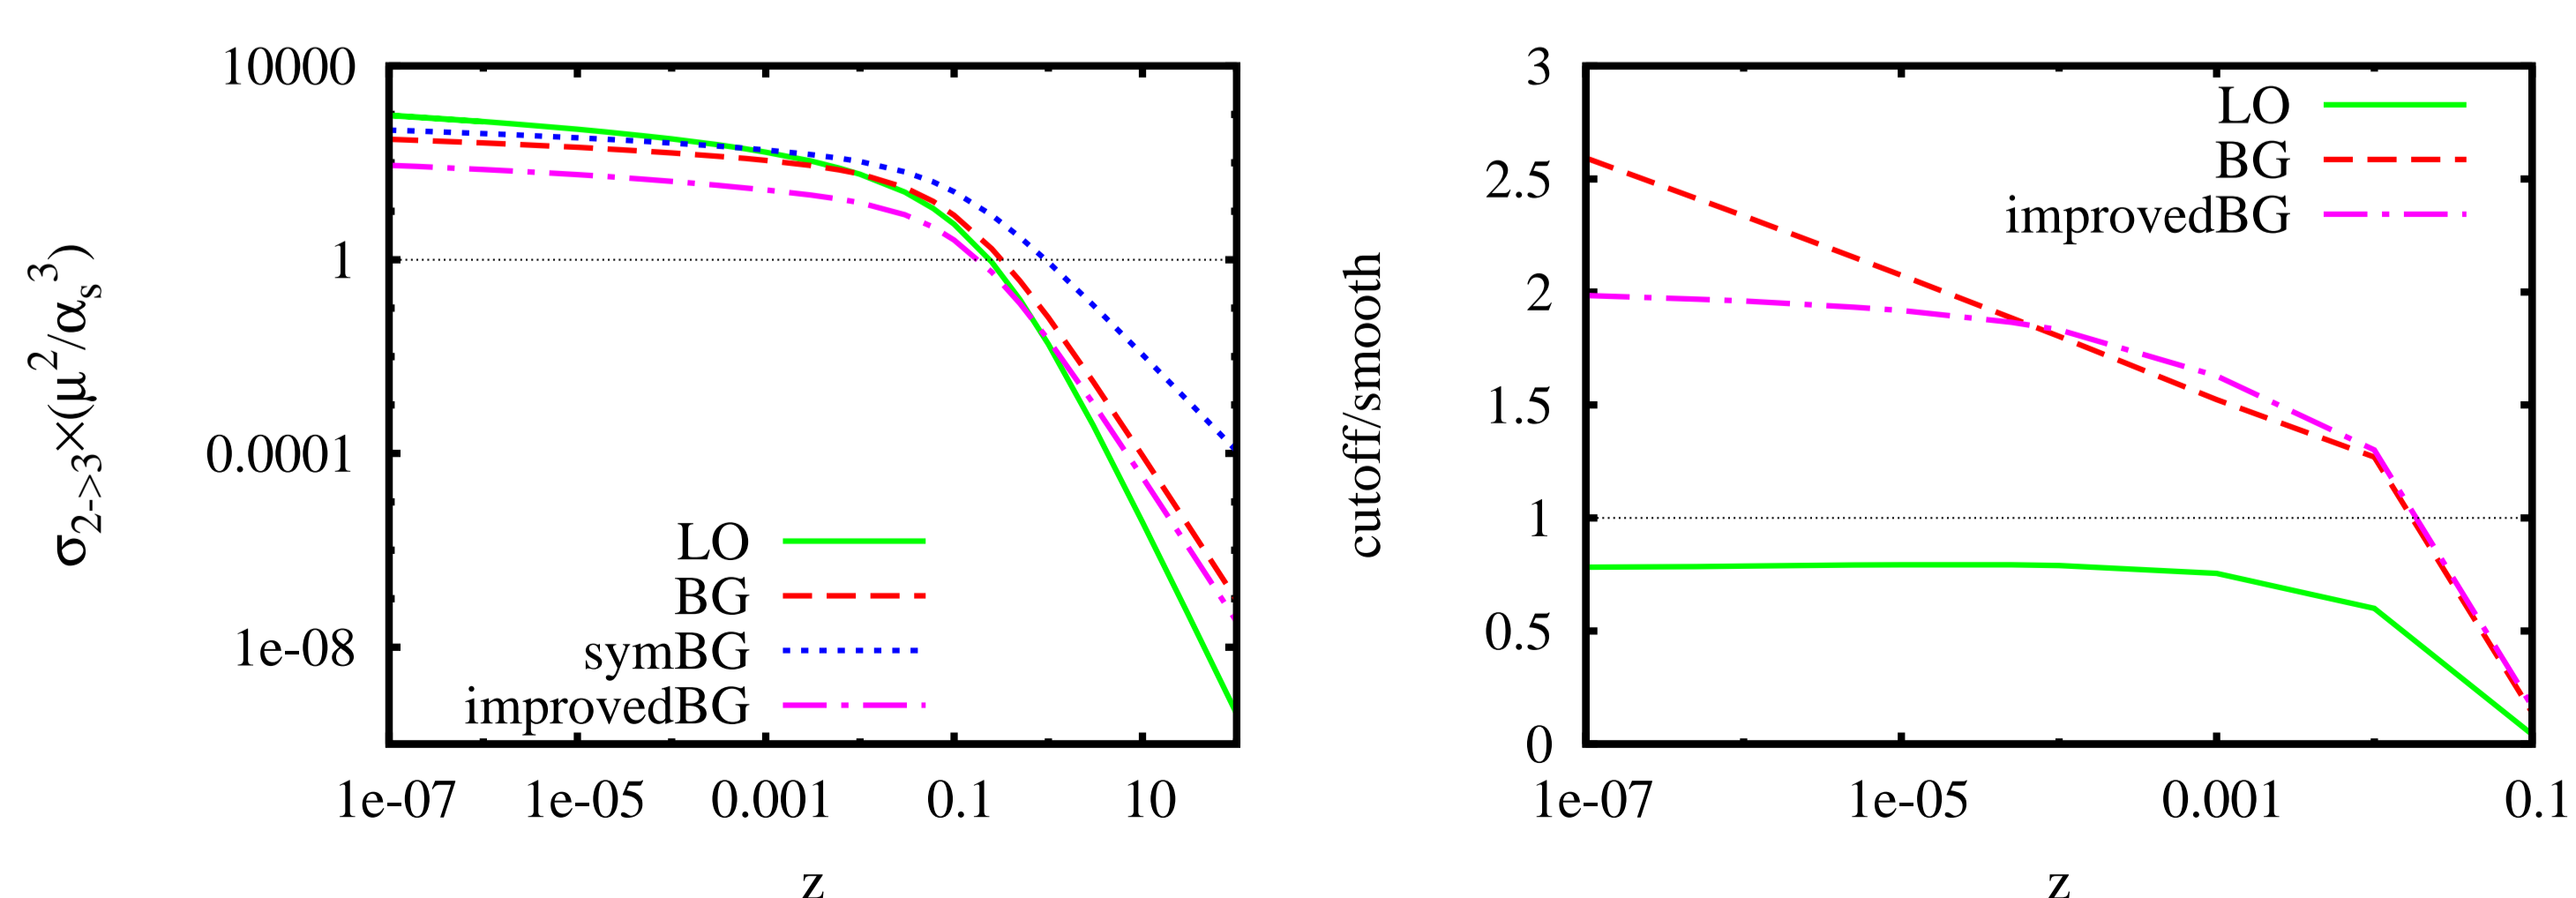 10000
1
0.0001
1e-08
σ2->3×(μ2/αs3)
LO
BG
symBG
improvedBG
1e-07 1e-05 0.001 0.1 10
z
3
2.5
2
1.5
1
0.5
0
cutoff/smooth
LO
BG
improvedBG
1e-07 1e-05 0.001 0.1
z